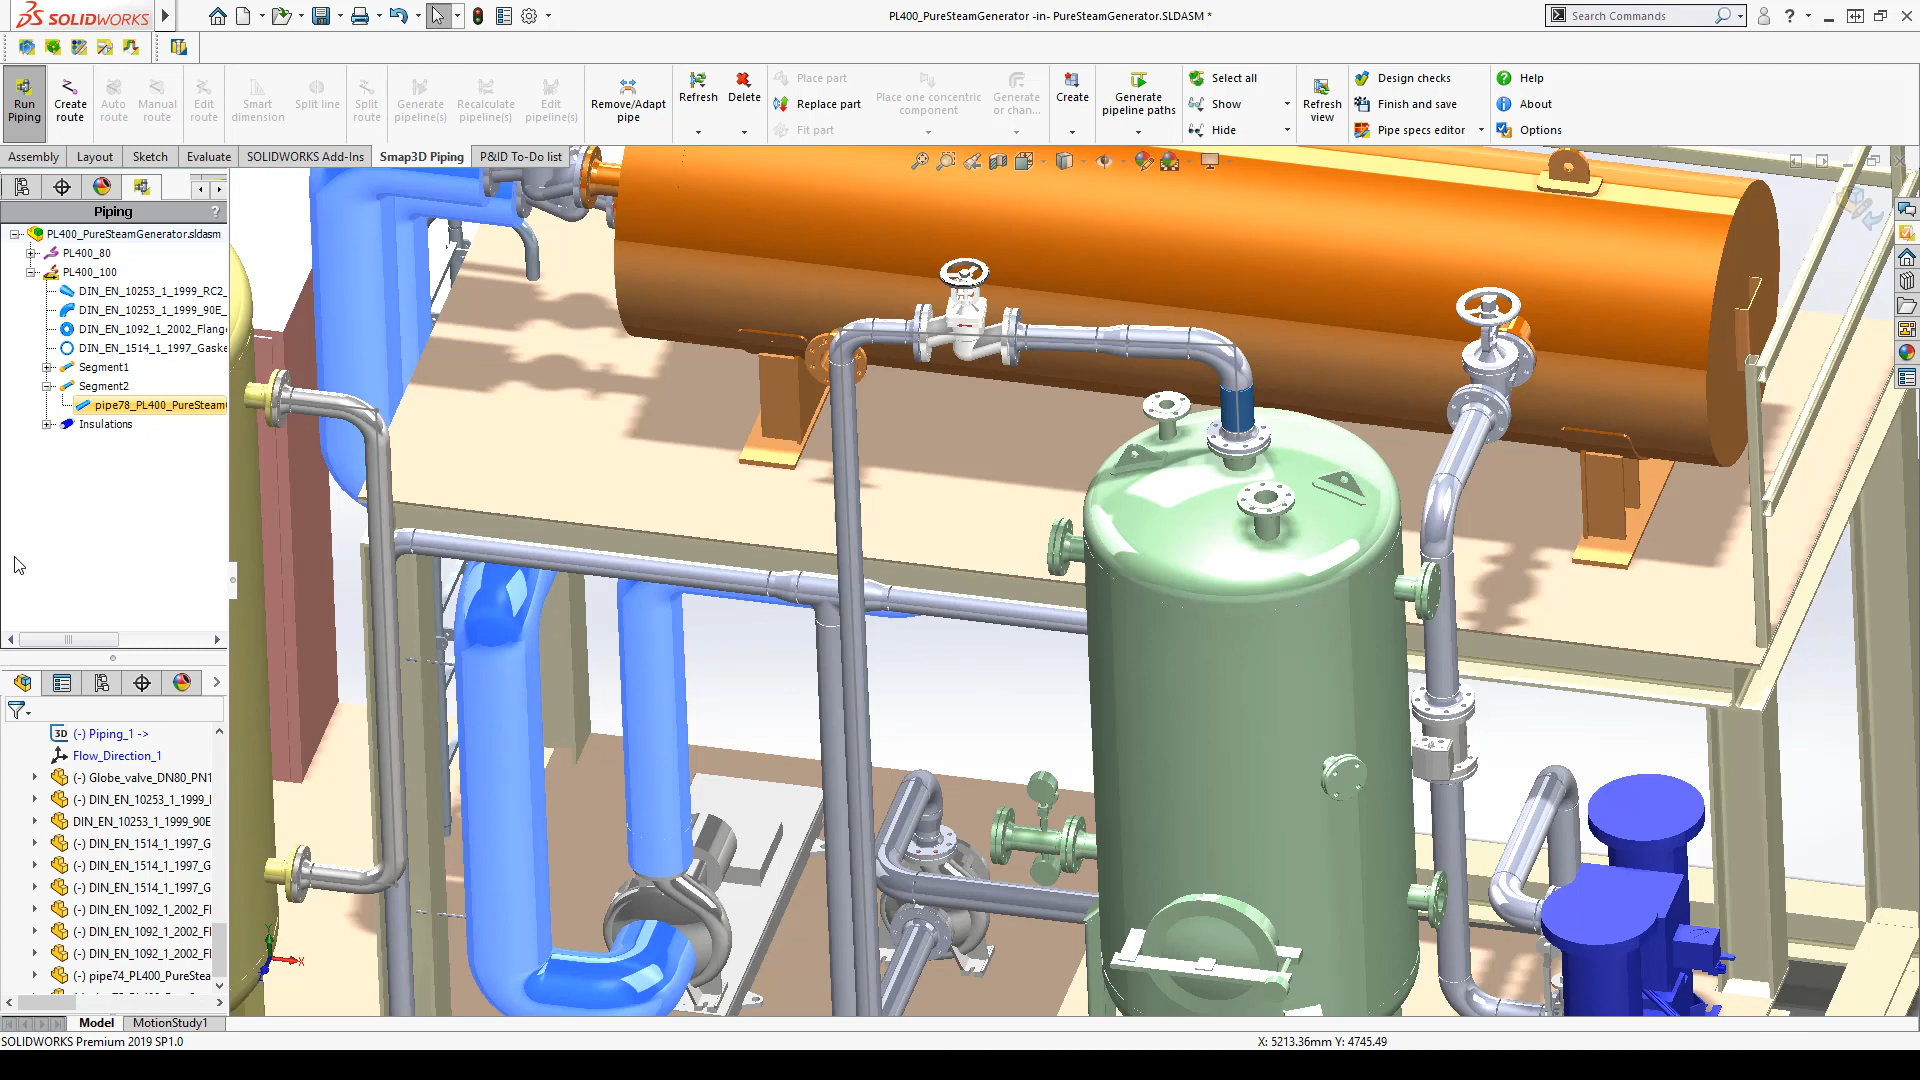 SOLIDWORKS
PL400_PureSteamGenerator -in- PureSteamGenerator.SLDASM *
Search Commands
Run Piping
Create route
Auto route
Manual route
Edit route
Smart dimension
Split line
Split route
Generate pipeline(s)
Recalculate pipeline(s)
Edit pipeline(s)
Remove/Adapt pipe
Refresh
Delete
Place part
Replace part
Fit part
Place one concentric component
Generate or chan...
Create
Generate pipeline paths
Select all
Show
Hide
Refresh view
Design checks
Finish and save
Pipe specs editor
Help
About
Options
Assembly
Layout
Sketch
Evaluate
SOLIDWORKS Add-Ins
Smap3D Piping
P&ID To-Do list
Piping
?
PL400_PureSteamGenerator.sldasm
PL400_80
PL400_100
DIN_EN_10253_1_1999_RC2_
DIN_EN_10253_1_1999_90E_
DIN_EN_1092_1_2002_Flang
DIN_EN_1514_1_1997_Gaske
Segment1
Segment2
pipe78_PL400_PureSteam
Insulations
3D (-) Piping_1 ->
Flow_Direction_1
(-) Globe_valve_DN80_PN1
(-) DIN_EN_10253_1_1999_
DIN_EN_10253_1_1999_90E
(-) DIN_EN_1514_1_1997_G
(-) DIN_EN_1514_1_1997_G
(-) DIN_EN_1514_1_1997_G
(-) DIN_EN_1092_1_2002_Fl
(-) DIN_EN_1092_1_2002_Fl
(-) DIN_EN_1092_1_2002_Fl
(-) pipe74_PL400_PureStea
X
Model
MotionStudy1
SOLIDWORKS Premium 2019 SP1.0
X: 5213.36mm Y: 4745.49